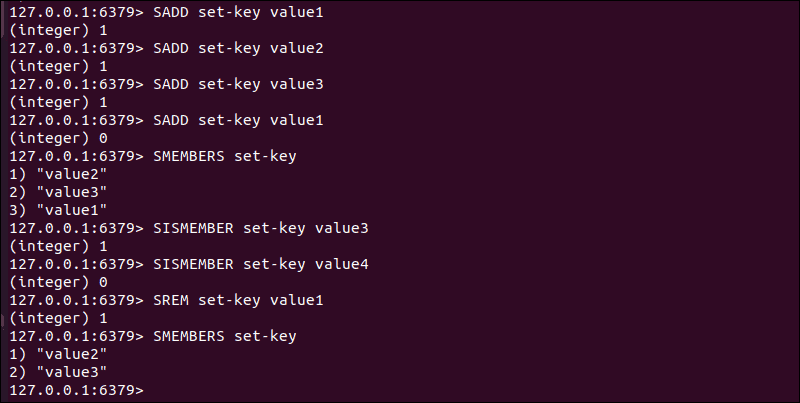 127.0.0.1:6379> SADD set-key value1
(integer) 1
127.0.0.1:6379> SADD set-key value2
(integer) 1
127.0.0.1:6379> SADD set-key value3
(integer) 1
127.0.0.1:6379> SADD set-key value1
(integer) 0
127.0.0.1:6379> SMEMBERS set-key
1) "value2"
2) "value3"
3) "value1"
127.0.0.1:6379> SISMEMBER set-key value3
(integer) 1
127.0.0.1:6379> SISMEMBER set-key value4
(integer) 0
127.0.0.1:6379> SREM set-key value1
(integer) 1
127.0.0.1:6379> SMEMBERS set-key
1) "value2"
2) "value3"
127.0.0.1:6379>